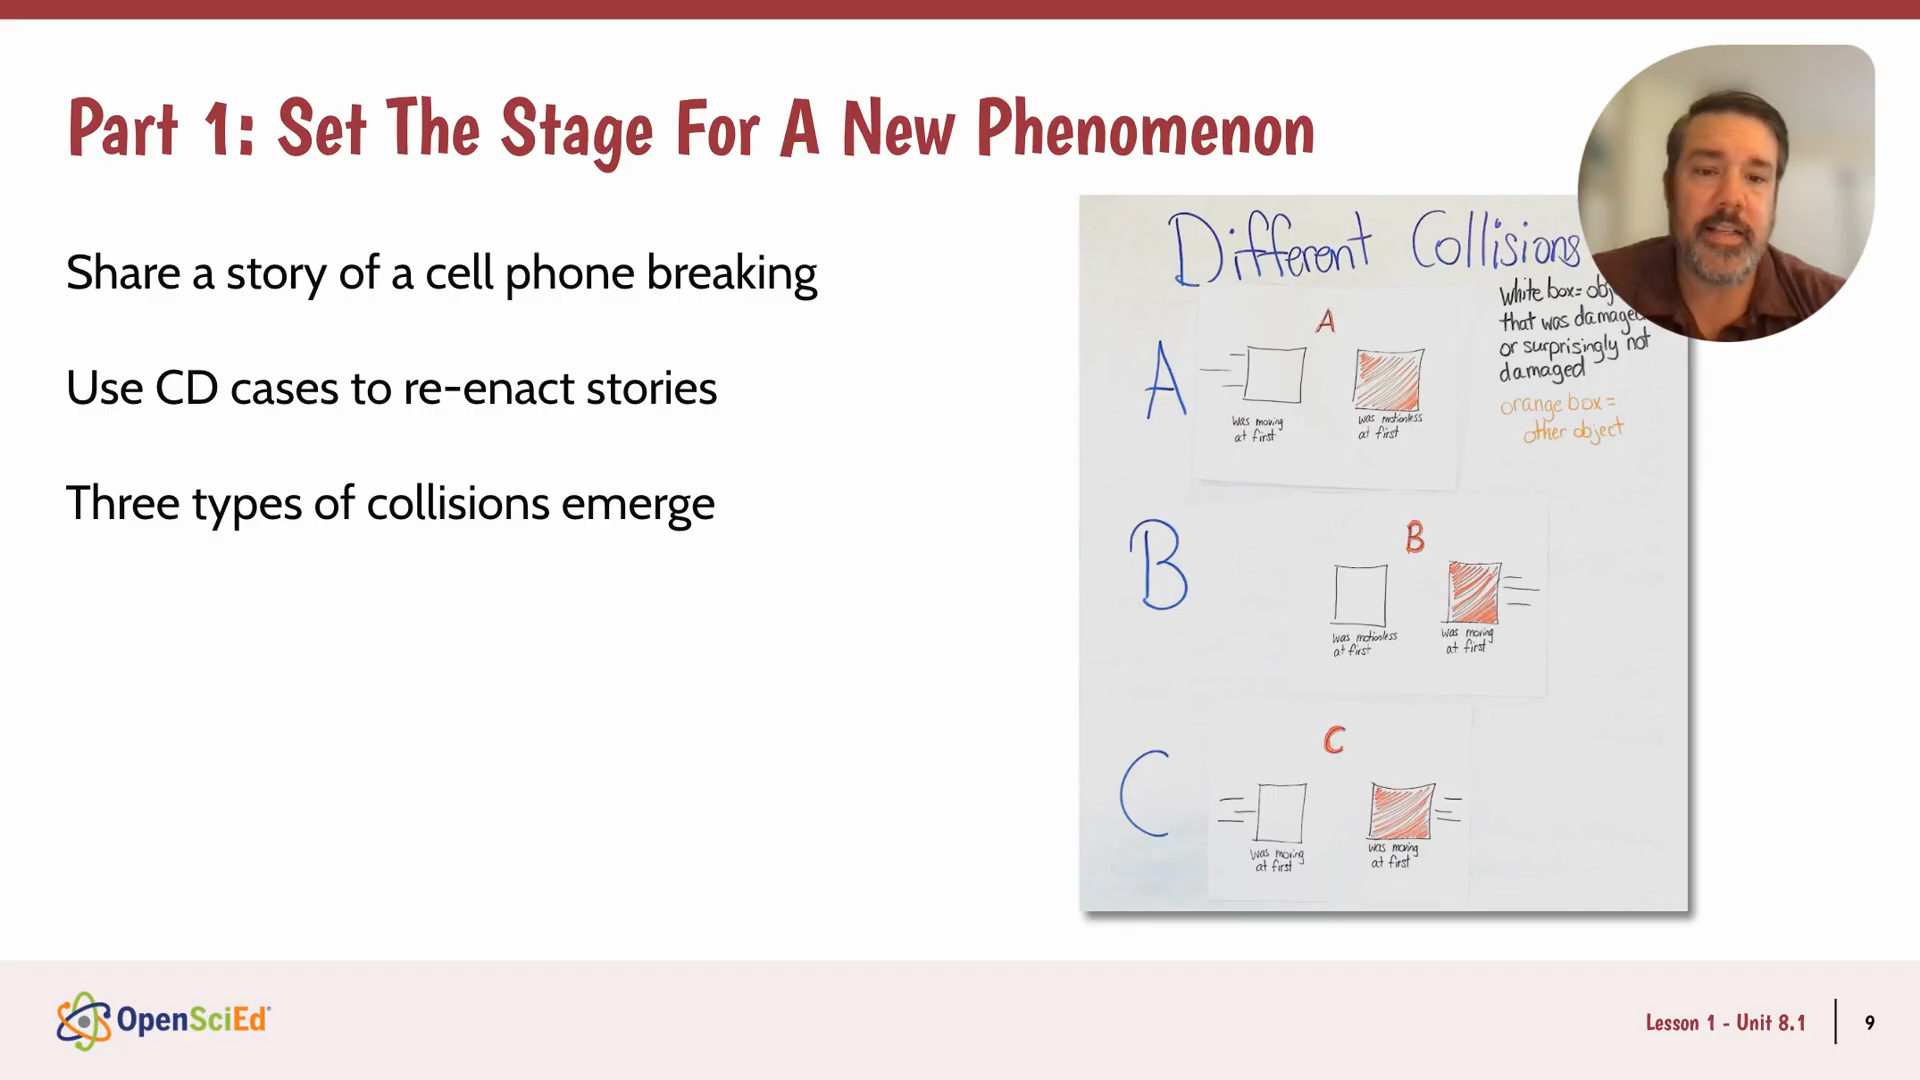 Part 1: Set The Stage For A New Phenomenon
Share a story of a cell phone breaking
Use CD cases to re-enact stories
Three types of collisions emerge
Different Collisions
White box=
that was damaged
or surprisingly not
damaged
orange box =
other object
A
A
was moving
at first
was motionless
at first
B
B
was motionless
at first
was moving
at first
C
C
was moving
at first
was moving
at first
OpenSciEd
Lesson 1 - Unit 8.1
9